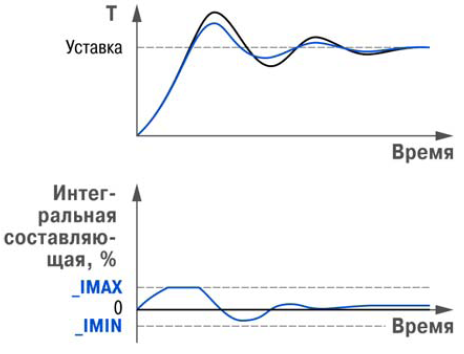 T
Уставка
Время
Интег-
ральная
составляю-
щая, %
_IMAX
0
_IMIN
Время